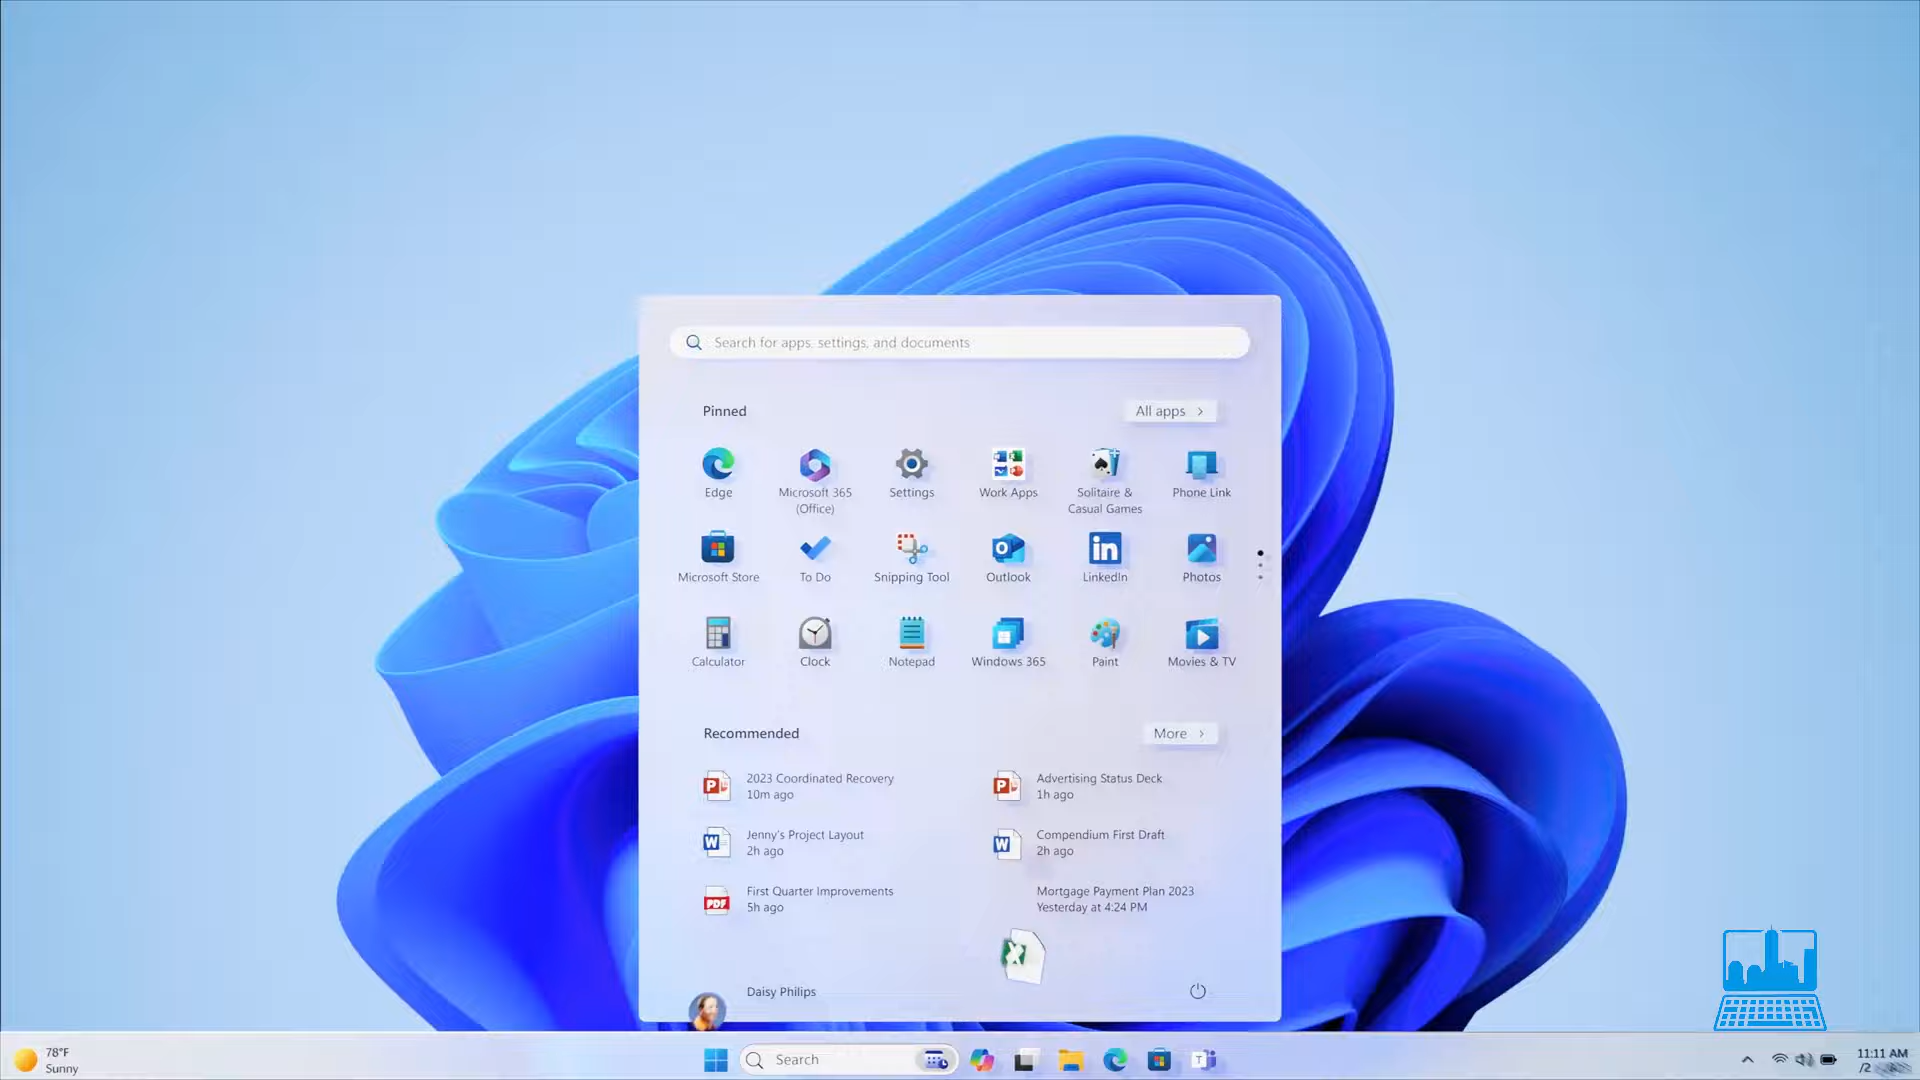 Search for apps, settings, and documents
Pinned
All apps
Edge
Microsoft 365
(Office)
Settings
Work Apps
Solitaire &
Casual Games
Phone Link
Microsoft Store
To Do
Snipping Tool
Outlook
LinkedIn
Photos
Calculator
Clock
Notepad
Windows 365
Paint
Movies & TV
Recommended
More
2023 Coordinated Recovery
10m ago
Advertising Status Deck
1h ago
Jenny's Project Layout
2h ago
Compendium First Draft
2h ago
First Quarter Improvements
5h ago
Mortgage Payment Plan 2023
Yesterday at 4:24 PM
Daisy Philips
78°F
Sunny
Search
11:11 AM